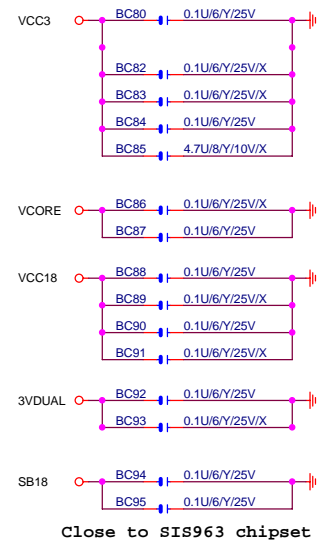 VCC3 BC80 0.1U/6/Y/25V
BC82 0.1U/6/Y/25V/X
BC83 0.1U/6/Y/25V/X
BC84 0.1U/6/Y/25V
BC85 4.7U/8/Y/10V/X
VCORE BC86 0.1U/6/Y/25V/X
BC87 0.1U/6/Y/25V
VCC18 BC88 0.1U/6/Y/25V
BC89 0.1U/6/Y/25V/X
BC90 0.1U/6/Y/25V
BC91 0.1U/6/Y/25V/X
3VDUAL BC92 0.1U/6/Y/25V
BC93 0.1U/6/Y/25V/X
SB18 BC94 0.1U/6/Y/25V
BC95 0.1U/6/Y/25V
Close to SIS963 chipset